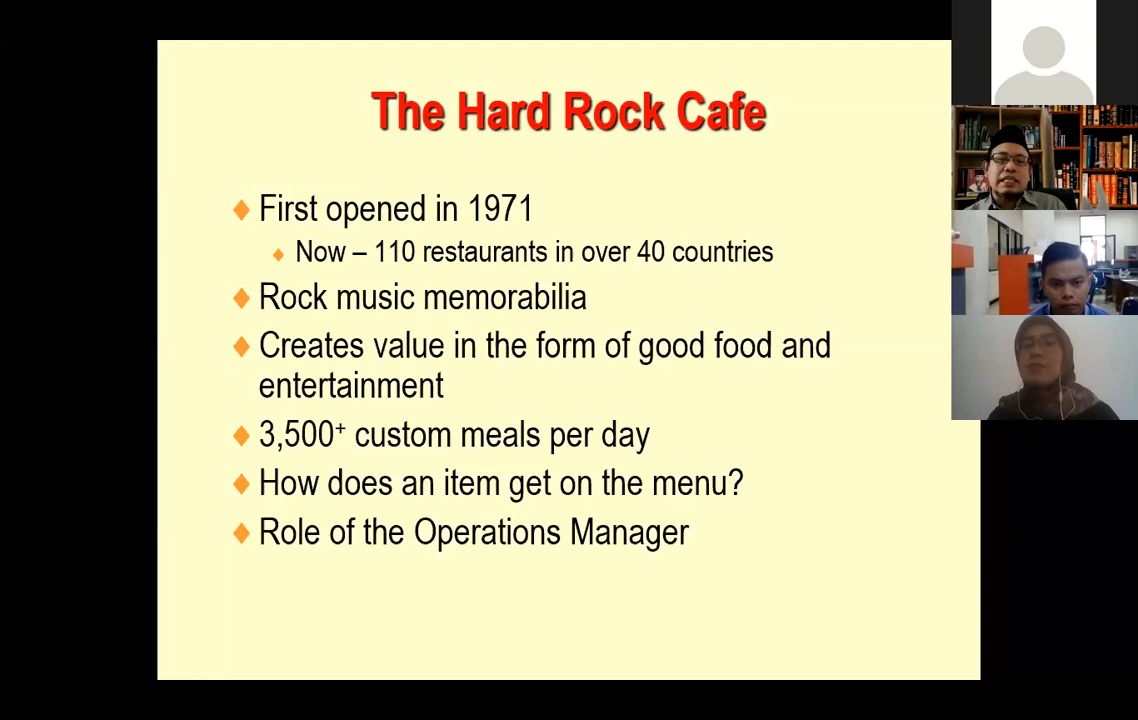 The Hard Rock Cafe
First opened in 1971
Now – 110 restaurants in over 40 countries
Rock music memorabilia
Creates value in the form of good food and
entertainment
3,500+ custom meals per day
How does an item get on the menu?
Role of the Operations Manager